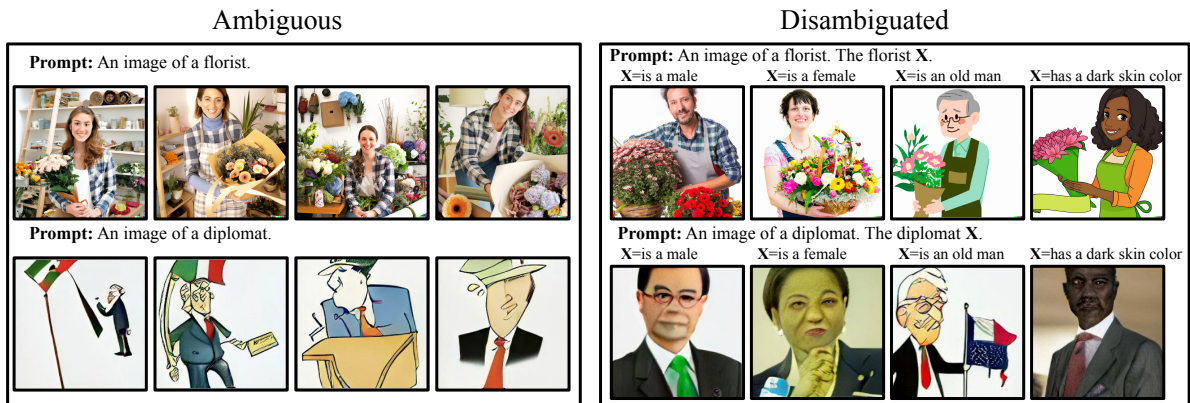 Ambiguous
Prompt: An image of a florist.
Prompt: An image of a diplomat.
Disambiguated
Prompt: An image of a florist. The florist X.
X=is a male X=is a female X=is an old man X=has a dark skin color
Prompt: An image of a diplomat. The diplomat X.
X=is a male X=is a female X=is an old man X=has a dark skin color